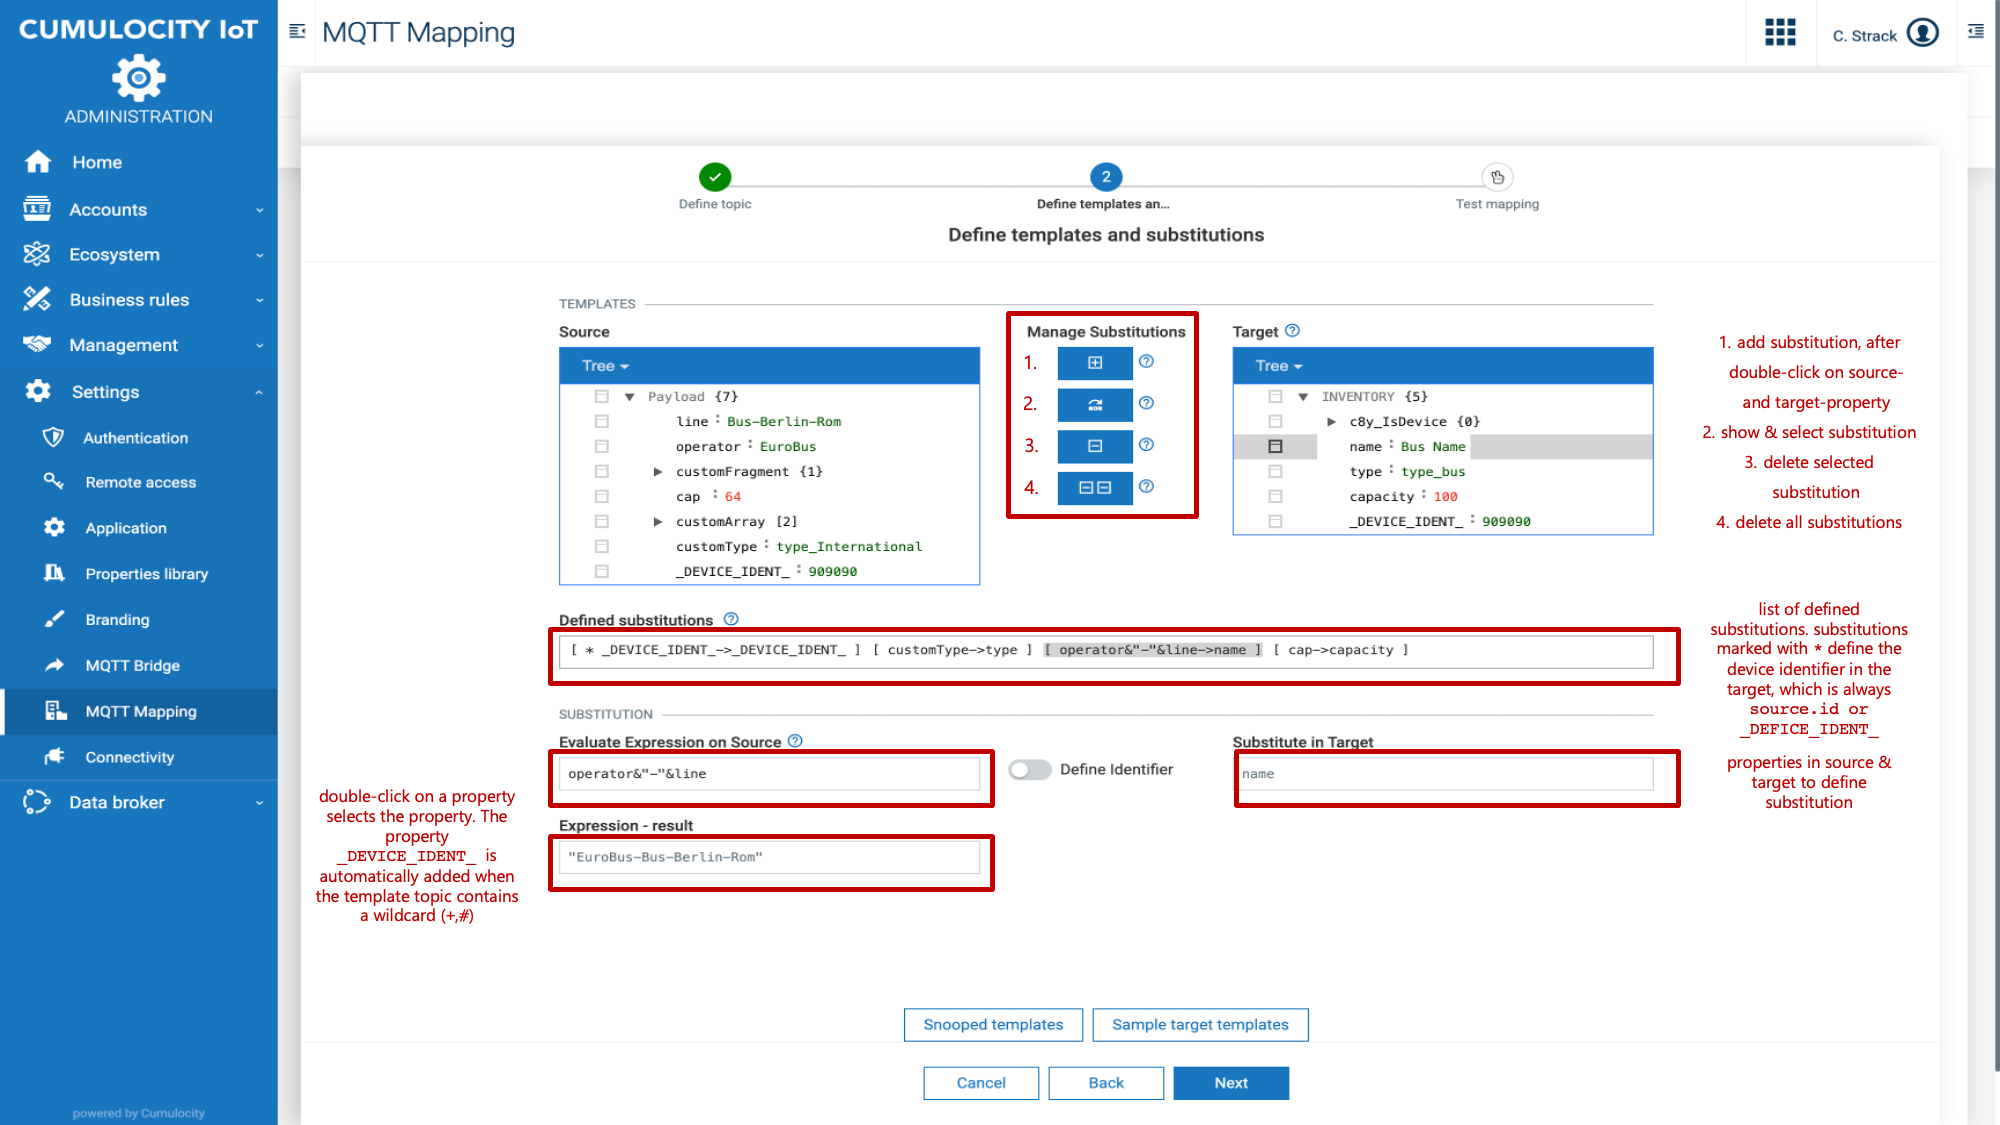 CUMULOCITY IoT
ADMINISTRATION
Home
Accounts
Ecosystem
Business rules
Management
Settings
Authentication
Remote access
Application
Properties library
Branding
MQTT Bridge
MQTT Mapping
Connectivity
Data broker
powered by Cumulocity
MQTT Mapping
C. Strack
2
Define topic
Define templates an...
Test mapping
Define templates and substitutions
TEMPLATES
Source
Tree
Payload {7}
line : Bus-Berlin-Rom
operator : EuroBus
customFragment {1}
cap : 64
customArray [2]
customType : type_International
_DEVICE_IDENT_ : 909090
Manage Substitutions
1.
2.
3.
4.
Target
Tree
INVENTORY {5}
c8y_IsDevice {0}
name : Bus Name
type : type_bus
capacity : 100
_DEVICE_IDENT_ : 909090
1. add substitution, after
double-click on source-
and target-property
2. show & select substitution
3. delete selected
substitution
4. delete all substitutions
Defined substitutions
[ * _DEVICE_IDENT_->_DEVICE_IDENT_ ] [ customType->type ] [ operator&"-"&line->name ] [ cap->capacity ]
list of defined
substitutions. substitutions
marked with * define the
device identifier in the
target, which is always
source.id or
_DEFICE_IDENT_
SUBSTITUTION
Evaluate Expression on Source
operator&"-"&line
Define Identifier
Substitute in Target
name
properties in source &
target to define
substitution
Expression - result
"EuroBus-Bus-Berlin-Rom"
double-click on a property
selects the property. The
property
_DEVICE_IDENT_ is
automatically added when
the template topic contains
a wildcard (+,#)
Snooped templates
Sample target templates
Cancel
Back
Next